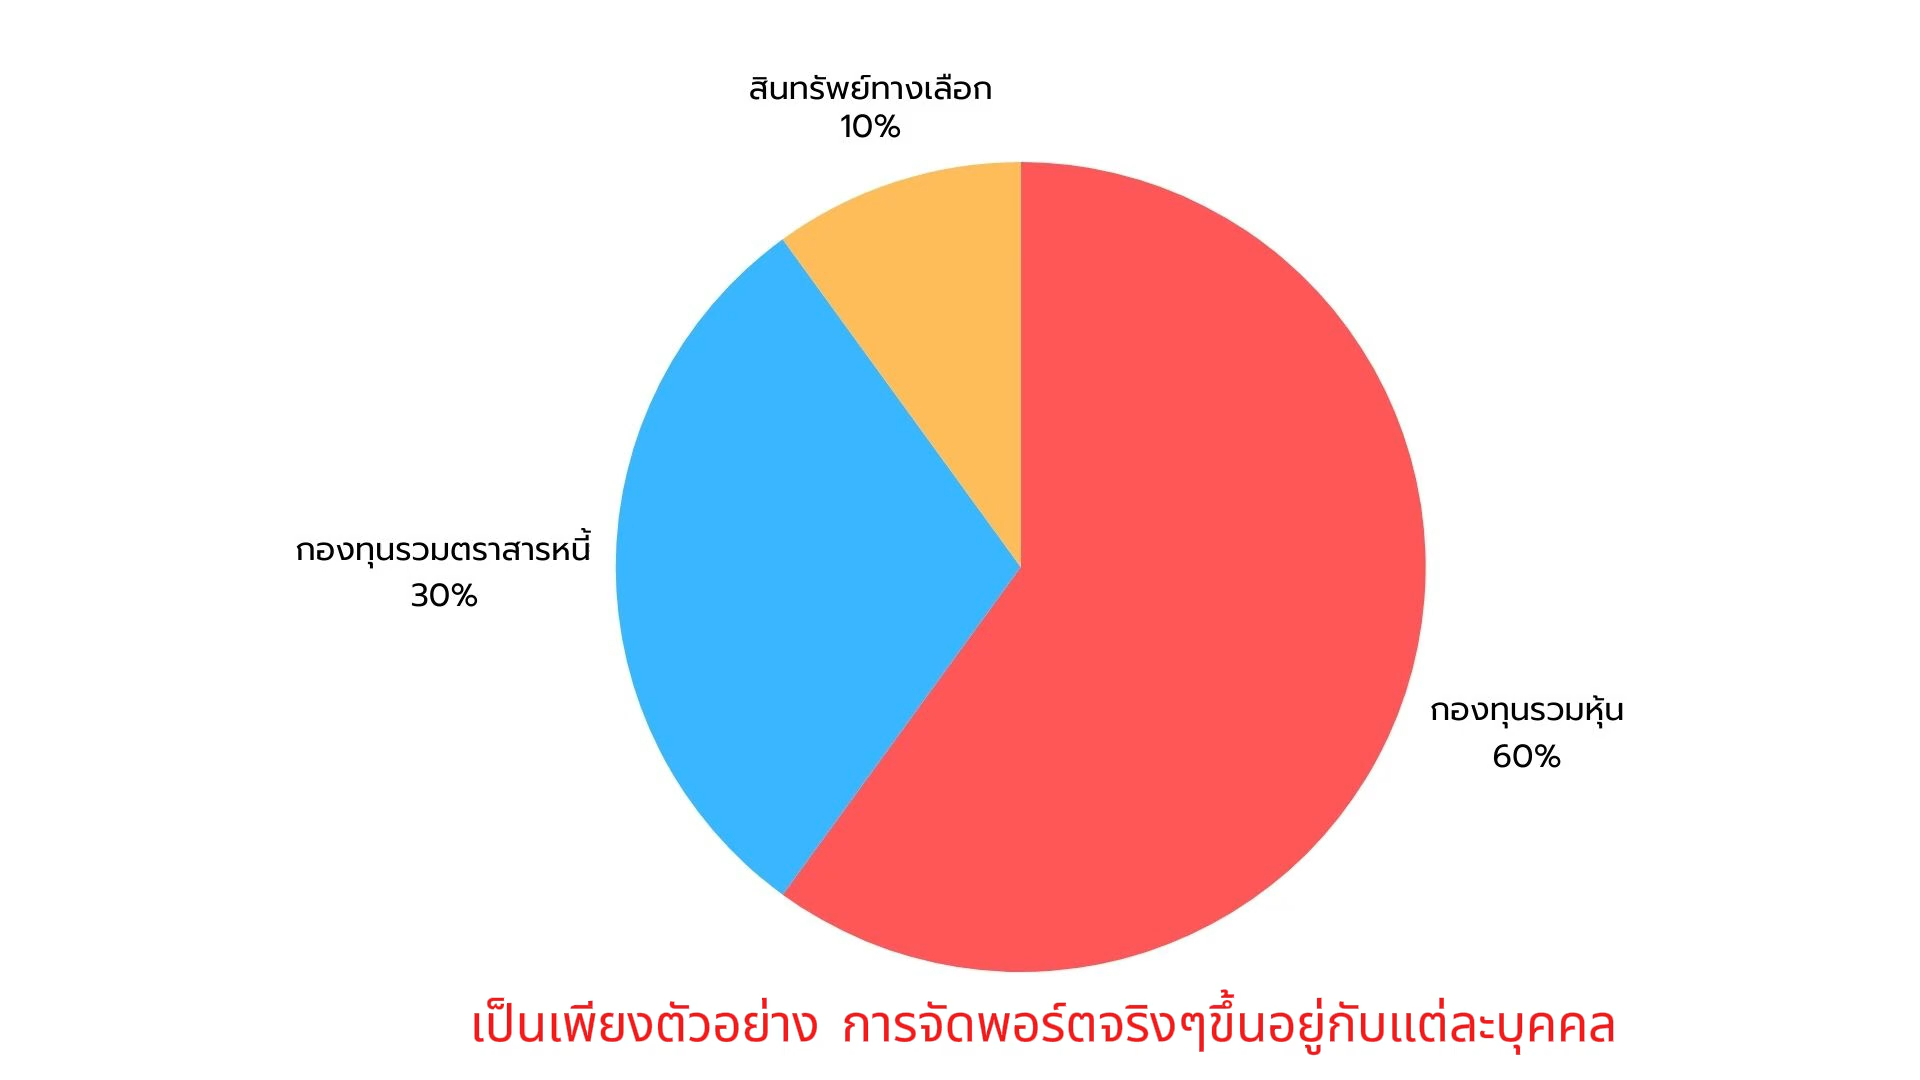 สินทรัพย์ทางเลือก
10%
กองทุนรวมตราสารหนี้
30%
กองทุนรวมหุ้น
60%
เป็นเพียงตัวอย่าง การจัดพอร์ตจริงๆขึ้นอยู่กับแต่ละบุคคล